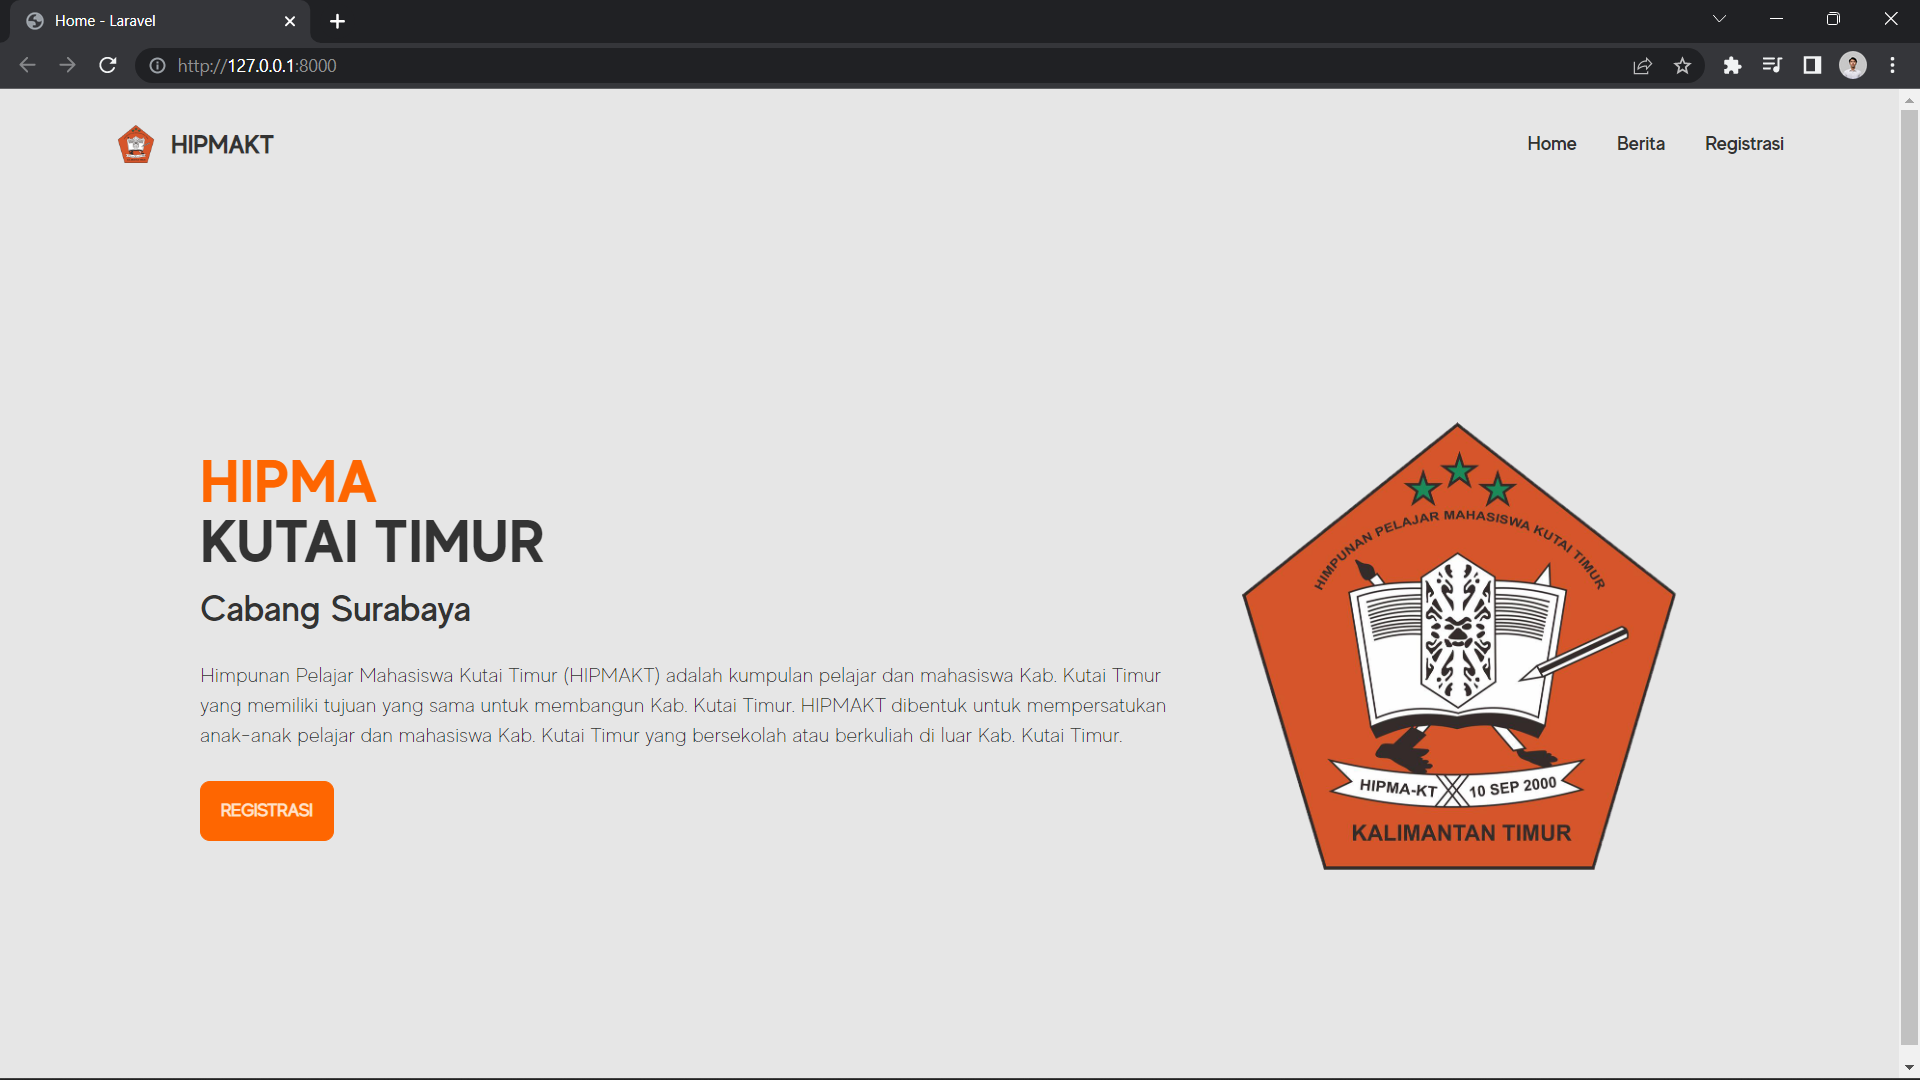 Home - Laravel
http://127.0.0.1:8000
HIPMAKT
Home
Berita
Registrasi
HIPMA
KUTAI TIMUR
Cabang Surabaya
Himpunan Pelajar Mahasiswa Kutai Timur (HIPMAKT) adalah kumpulan pelajar dan mahasiswa Kab. Kutai Timur
yang memiliki tujuan yang sama untuk membangun Kab. Kutai Timur. HIPMAKT dibentuk untuk mempersatukan
anak-anak pelajar dan mahasiswa Kab. Kutai Timur yang bersekolah atau berkuliah di luar Kab. Kutai Timur.
REGISTRASI
HIMPUNAN PELAJAR MAHASISWA KUTAI TIMUR
HIPMA-KT 10 SEP 2000
KALIMANTAN TIMUR